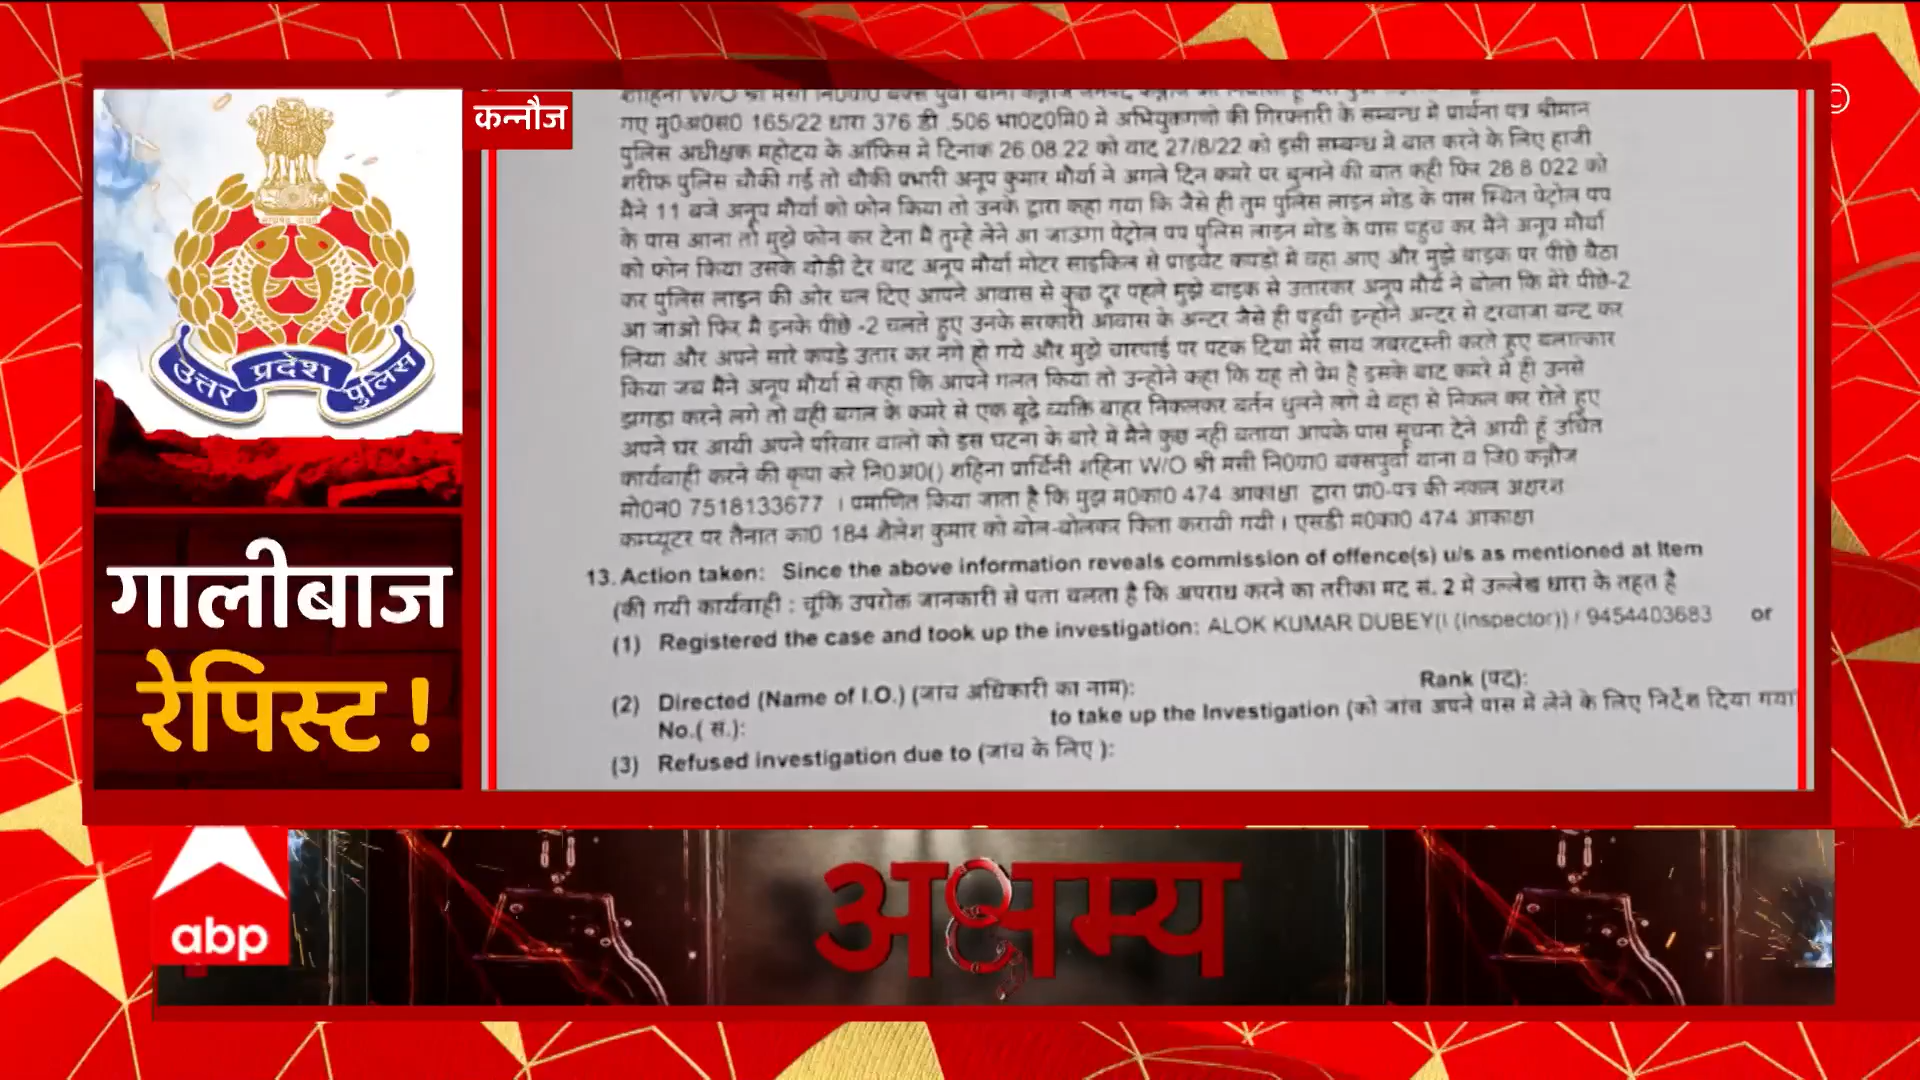 कन्नौज
©
उत्तर प्रदेश पुलिस
गालीबाज
रेपिस्ट !
गए मु0अ0स0 165/22 धारा 376 डी .506 भा0द0मि0 मे अभियुक्तगणो की गिरफ्तारी के सम्बन्ध मे प्रार्थना पत्र श्रीमान
पुलिस अधीक्षक महोदय के ऑफिस मे दिनाक 26.08.22 को बाद 27/8/22 को इसी सम्बन्ध मे बात करने के लिए हाजी
शरीफ पुलिस चौकी गई तो चौकी प्रभारी अनूप कुमार मौर्या ने अगले दिन कमरे पर बुलाने की बात कही फिर 28 8 022 को
मैने 11 बजे अनूप मौर्या को फोन किया तो उनके द्वारा कहा गया कि जैसे ही तुम पुलिस लाइन मोड के पास स्थित पेट्रोल पप
के पास आना तो मुझे फोन कर देना मै तुम्हे लेने आ जाउगा पेट्रोल पप पुलिस लाइन मोड के पास पहुच कर मैने अनूप मौर्या
को फोन किया उसके थोडी देर बाद अनूप मौर्या मोटर साइकिल से प्राइवेट कपडो मे वहा आए और मुझे बाइक पर पीछे बैठा
कर पुलिस लाइन की ओर चल दिए आपने आवास से कुछ दूर पहले मुझे बाइक से उतारकर अनूप मौर्य ने बोला कि मेरे पीछे-2
आ जाओ फिर मै इनके पीछे -2 चलते हुए उनके सरकारी आवास के अन्दर जैसे ही पहुची इन्होने अन्दर से दरवाजा बन्द कर
लिया और अपने सारे कपडे उतार कर नंगे हो गये और मुझे चारपाई पर पटक दिया मेरे साथ जबरदस्ती करते हुए बलात्कार
किया जब मैने अनूप मौर्या से कहा कि आपने गलत किया तो उन्होने कहा कि यह तो प्रेम है इसके बाद कमरे मे ही उनसे
झगडा करने लगे तो वही बगल के कमरे से एक बूढे व्यक्ति बाहर निकलकर बर्तन धुलने लगे थे वहा से निकल कर रोते हुए
अपने घर आयी अपने परिवार वालो को इस घटना के बारे मे मैने कुछ नही बताया आपके पास सूचना देने आयी हूँ उचित
कार्यवाही करने की कृपा करे नि0अ0() शहिना प्रार्थिनी शहिना W/O श्री मसी नि0ग्रा0 बक्सपुर्वा थाना व जि0 कन्नौज
मो0न0 7518133677 । प्रमाणित किया जाता है कि मुझ म0का0 474 आकाक्षा द्वारा प्रा0-पत्र की नकल अक्षरश
कम्प्यूटर पर तैनात का0 184 शैलेश कुमार को बोल-बोलकर किता करायी गयी । एसडी म0का0 474 आकाक्षा
13. Action taken: Since the above information reveals commission of offence(s) u/s as mentioned at Item
(की गयी कार्यवाही : चूंकि उपरोक्त जानकारी से पता चलता है कि अपराध करने का तरीका मद सं. 2 में उल्लेख धारा के तहत है
(1) Registered the case and took up the investigation: ALOK KUMAR DUBEY(I (Inspector)) / 9454403683 or
(2) Directed (Name of I.O.) (जांच अधिकारी का नाम): Rank (पद):
No.( सं.): to take up the Investigation (को जांच अपने पास में लेने के लिए निर्देश दिया गया
(3) Refused investigation due to (जांच के लिए ):
abp
अक्षम्य